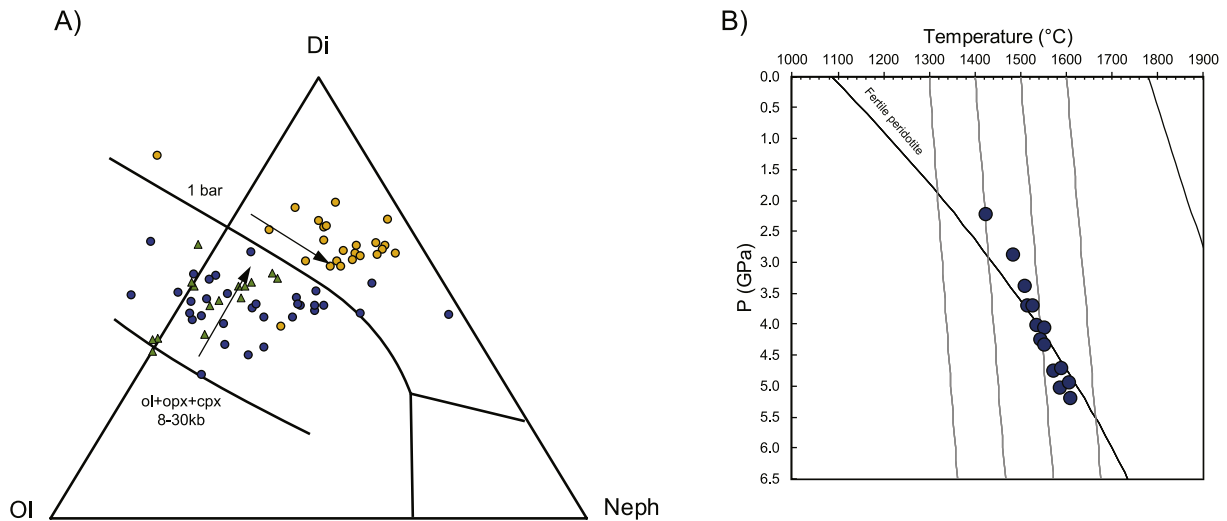 A)
Di
1 bar
ol+opx+cpx
8-30kb
Ol
Neph
B)
Temperature (°C)
1000 1100 1200 1300 1400 1500 1600 1700 1800 1900
P (GPa)
0.0
0.5
1.0
1.5
2.0
2.5
3.0
3.5
4.0
4.5
5.0
5.5
6.0
6.5
Fertile peridotite